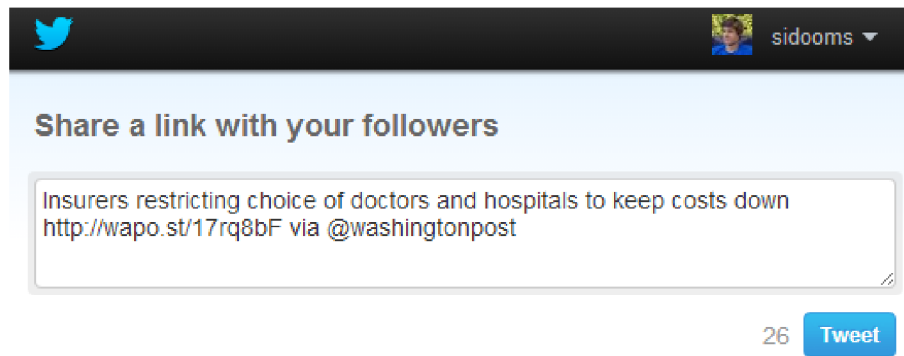 sidooms
Share a link with your followers
Insurers restricting choice of doctors and hospitals to keep costs down
http://wapo.st/17rq8bF via @washingtonpost
26 Tweet